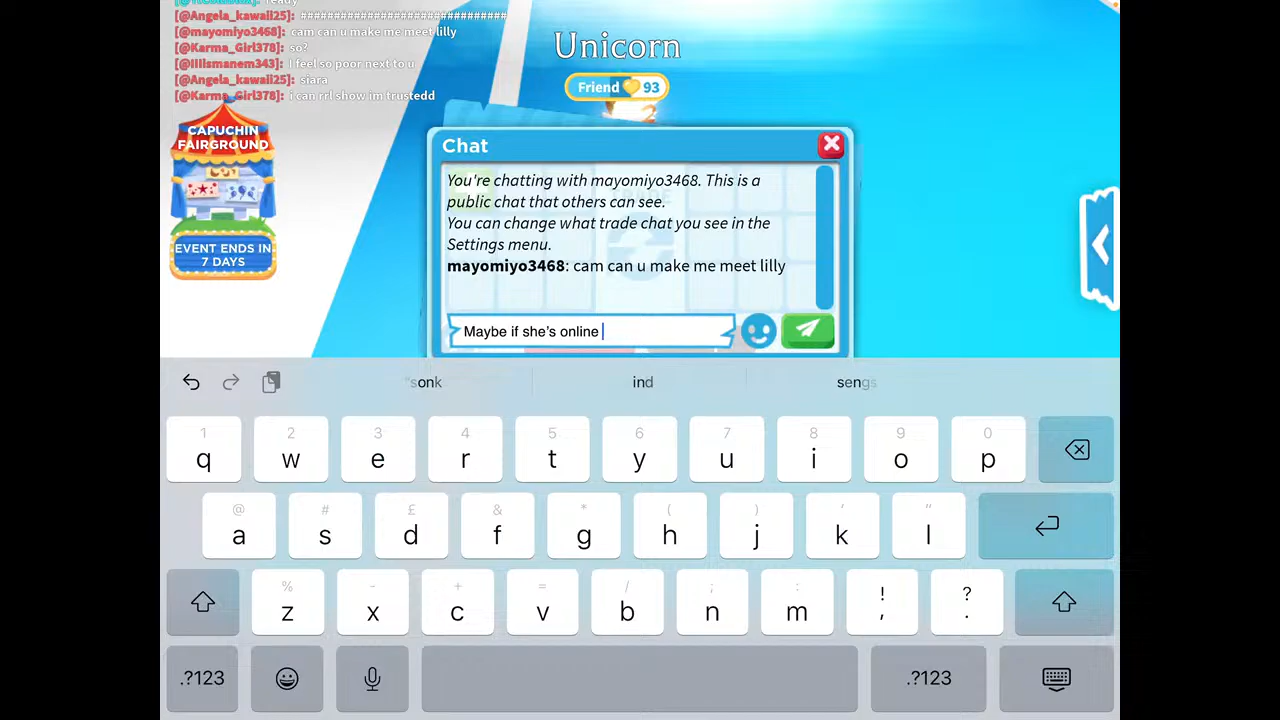 ready
[@Angela_kawaii25]: ##############################
[@mayomiyo3468]: cam can u make me meet lilly
[@Karma_Girl378]: so?
I feel so poor next to u
[@Angela_kawaii25]: siara
[@Karma_Girl378]: i can rrl show im trustedd
Unicorn
Friend 93
CAPUCHIN
FAIRGROUND
EVENT ENDS IN
7 DAYS
Chat
You're chatting with mayomiyo3468. This is a
public chat that others can see.
You can change what trade chat you see in the
Settings menu.
mayomiyo3468: cam can u make me meet lilly
Maybe if she’s online
“sonk ind sengs
1 2 3 4 5 6 7 8 9 0
q w e r t y u i o p
@ # £ & * ( ) ' "
a s d f g h j k l
% - + = / ; : ! ?
z x c v b n m , .
.?123 .?123